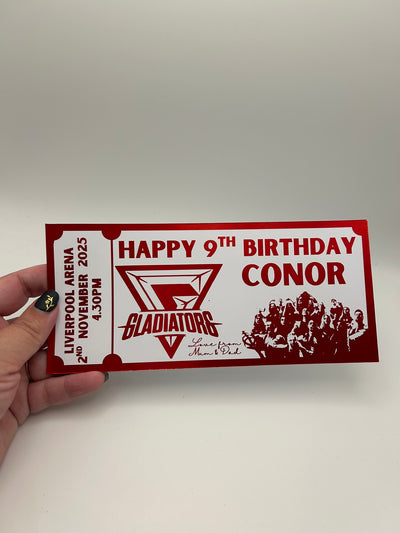 LIVERPOOL ARENA
2ND NOVEMBER 2025
4.30PM
HAPPY 9TH BIRTHDAY
CONOR
GLADIATORS
Love from
Mum & Dad